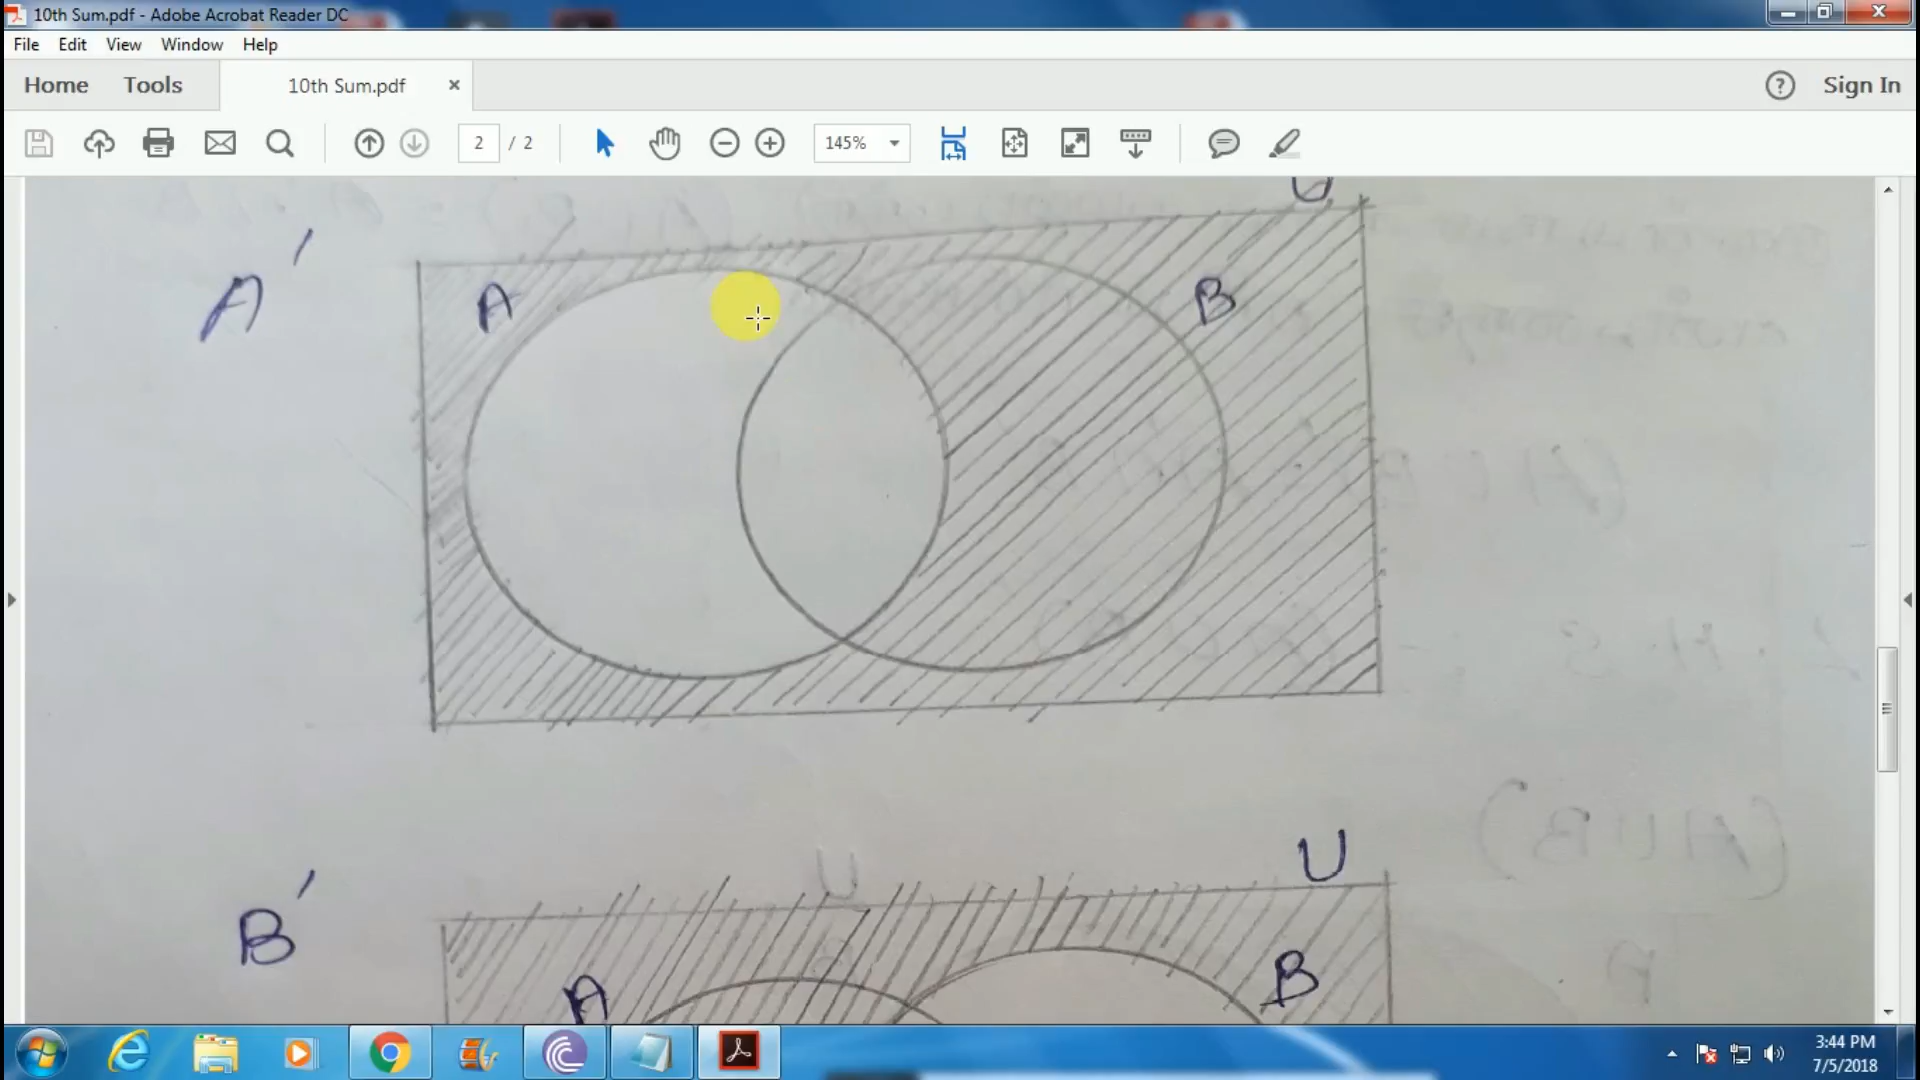 10th Sum.pdf - Adobe Acrobat Reader DC
File Edit View Window Help
Home Tools 10th Sum.pdf × ? Sign In
2 / 2 145%
U
A'
A
B
U
B'
A
B
3:44 PM
7/5/2018